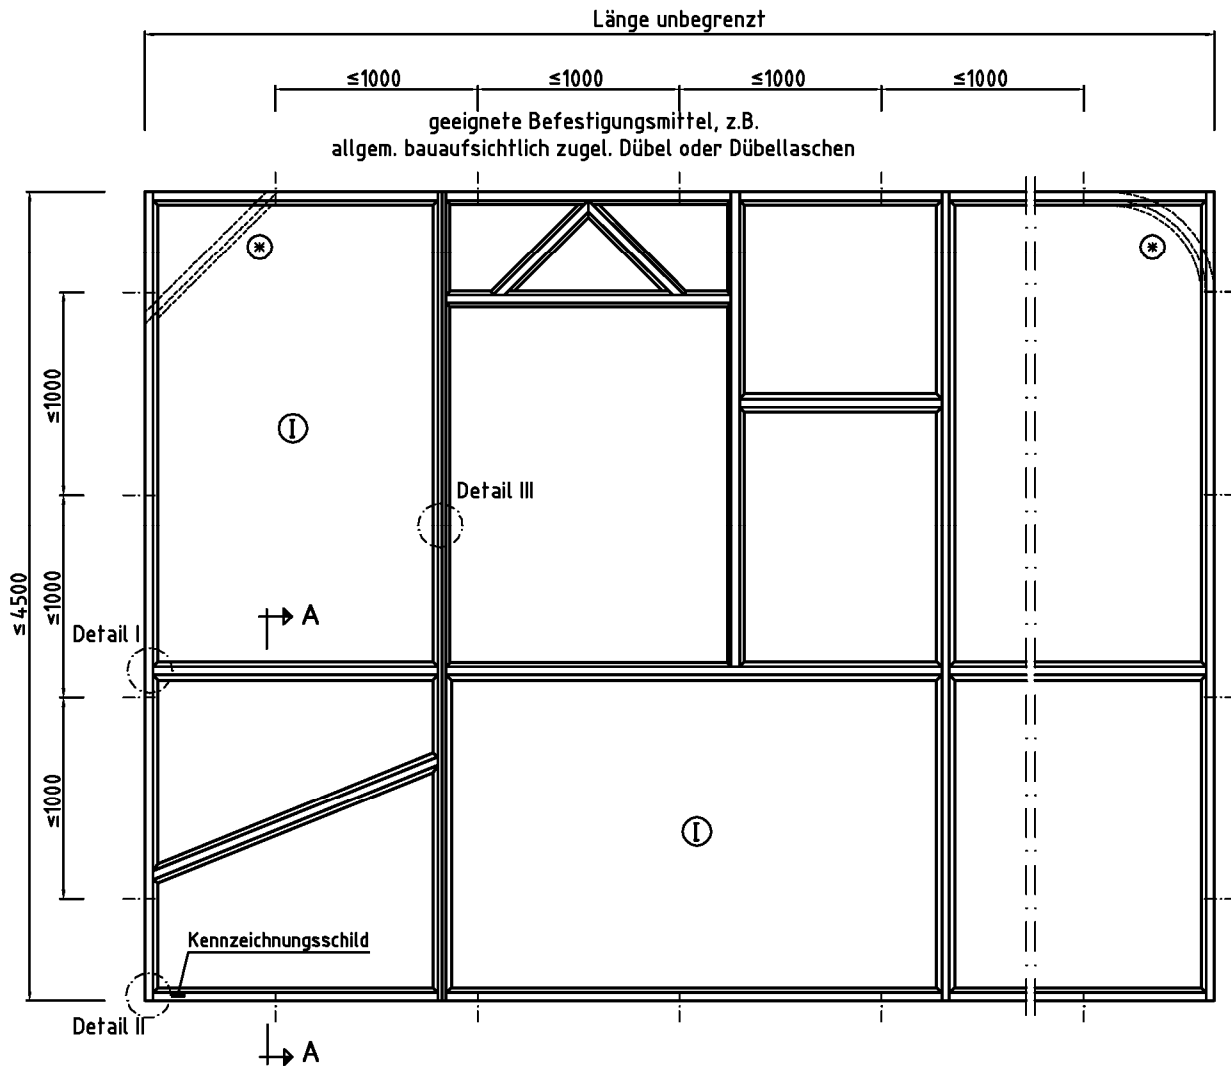 Länge unbegrenzt
≤1000 ≤1000 ≤1000 ≤1000
geeignete Befestigungsmittel, z.B.
allgem. bauaufsichtlich zugel. Dübel oder Dübellaschen
* *
≤1000
I
Detail III
≤ 4500
≤1000
A
Detail I
≤1000
I
Kennzeichnungsschild
Detail II
A